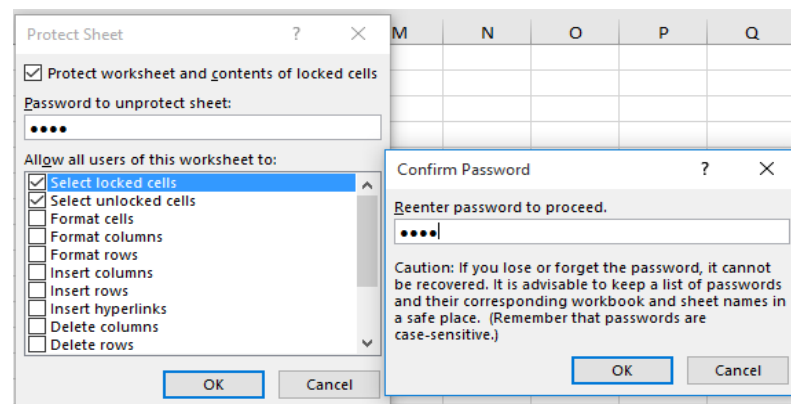 M N O P Q
Protect Sheet ?
Protect worksheet and contents of locked cells
Password to unprotect sheet:
••••
Allow all users of this worksheet to:
Select locked cells
Select unlocked cells
Format cells
Format columns
Format rows
Insert columns
Insert rows
Insert hyperlinks
Delete columns
Delete rows
OK Cancel
Confirm Password ?
Reenter password to proceed.
••••
Caution: If you lose or forget the password, it cannot
be recovered. It is advisable to keep a list of passwords
and their corresponding workbook and sheet names in
a safe place. (Remember that passwords are
case-sensitive.)
OK Cancel